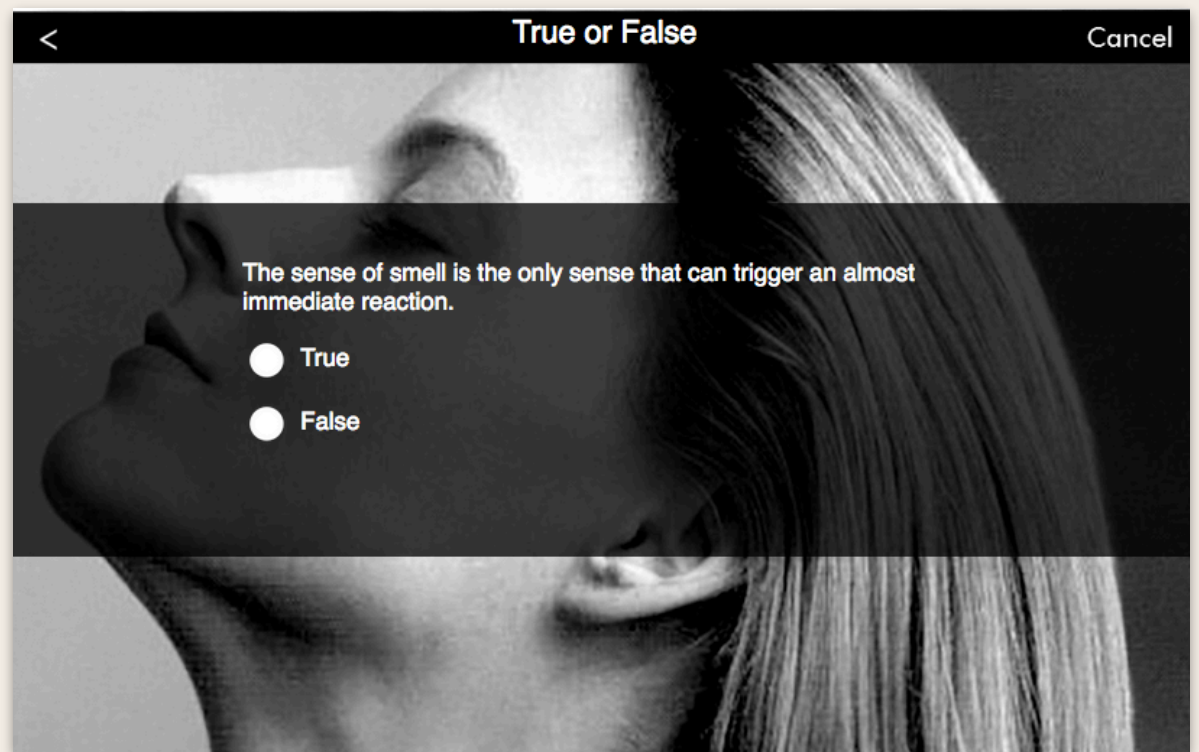 <
True or False
Cancel
The sense of smell is the only sense that can trigger an almost
immediate reaction.
True
False